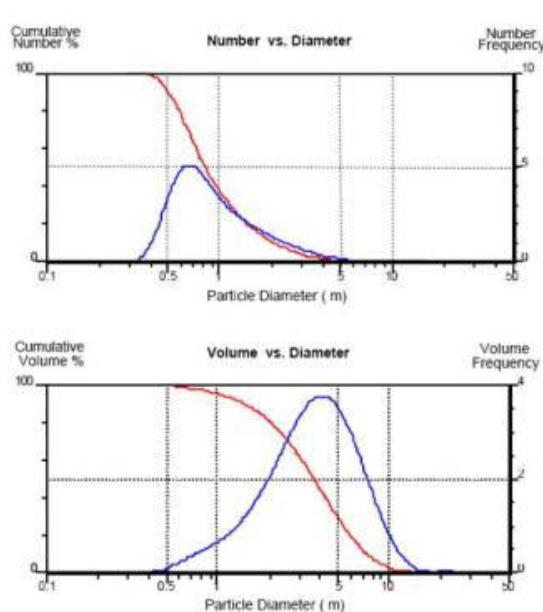 Cumulative
Number %
Number vs. Diameter
Number
Frequency
100
10
5
0
0
0.1
0.5
1
5
10
50
Particle Diameter ( m)
Cumulative
Volume %
Volume vs. Diameter
Volume
Frequency
100
4
2
0
0
0.1
0.5
1
5
10
50
Particle Diameter ( m)